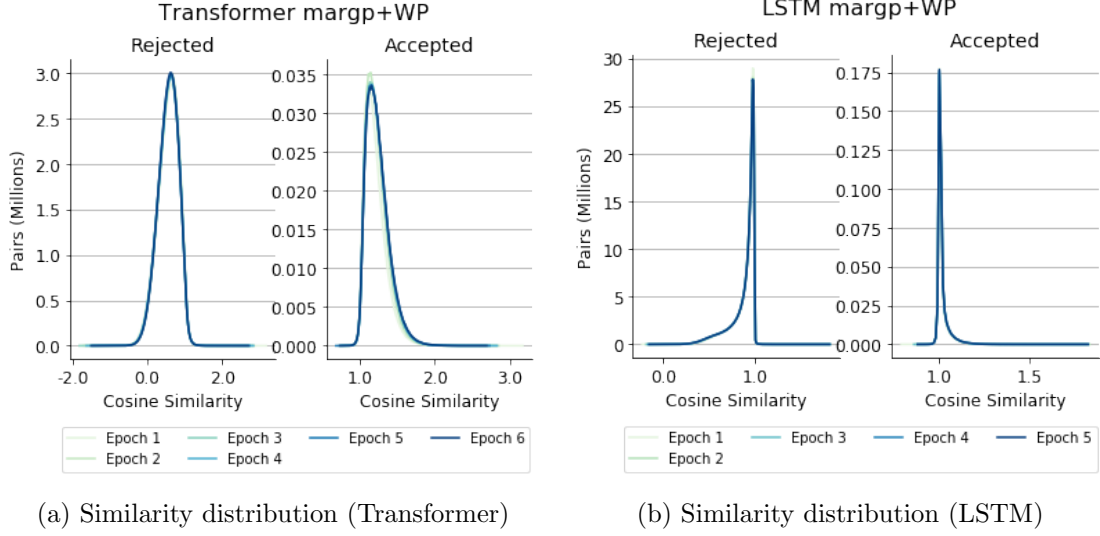 Transformer margp+WP
Rejected
Accepted
Pairs (Millions)
3.0
2.5
2.0
1.5
1.0
0.5
0.0
-2.0 0.0 2.0
Cosine Similarity
0.035
0.030
0.025
0.020
0.015
0.010
0.005
0.000
1.0 2.0 3.0
Cosine Similarity
Epoch 1 Epoch 3 Epoch 5 Epoch 6
Epoch 2 Epoch 4
(a) Similarity distribution (Transformer)
LSTM margp+WP
Rejected
Accepted
Pairs (Millions)
30
25
20
15
10
5
0
0.0 1.0
Cosine Similarity
0.175
0.150
0.125
0.100
0.075
0.050
0.025
0.000
1.0 1.5
Cosine Similarity
Epoch 1 Epoch 3 Epoch 4 Epoch 5
Epoch 2
(b) Similarity distribution (LSTM)